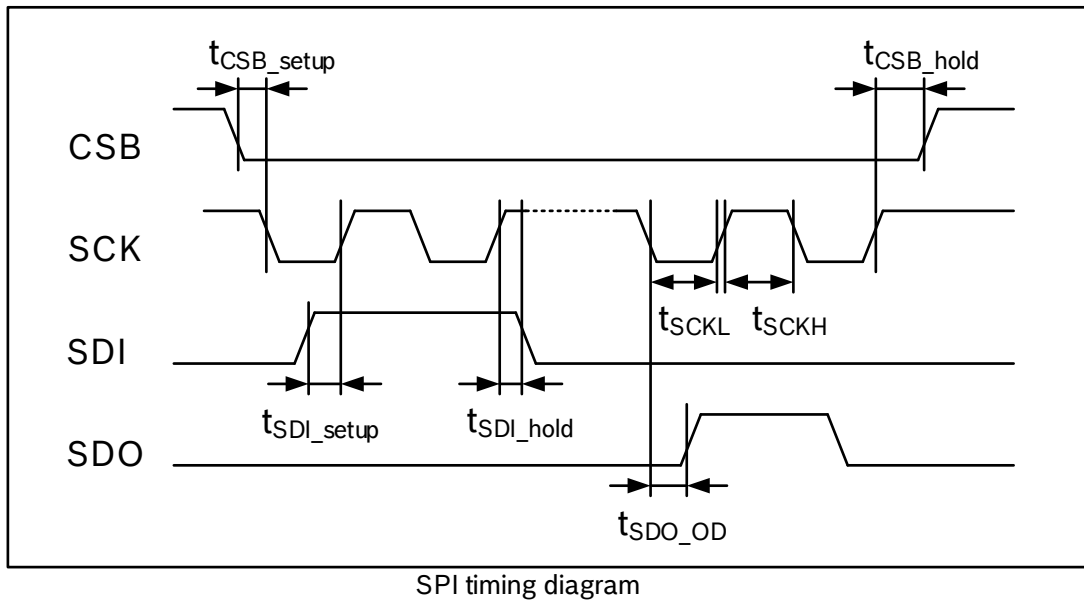 tCSB_setup
tCSB_hold
CSB
SCK
tSCKL
tSCKH
SDI
tSDI_setup
tSDI_hold
SDO
tSDO_OD
SPI timing diagram